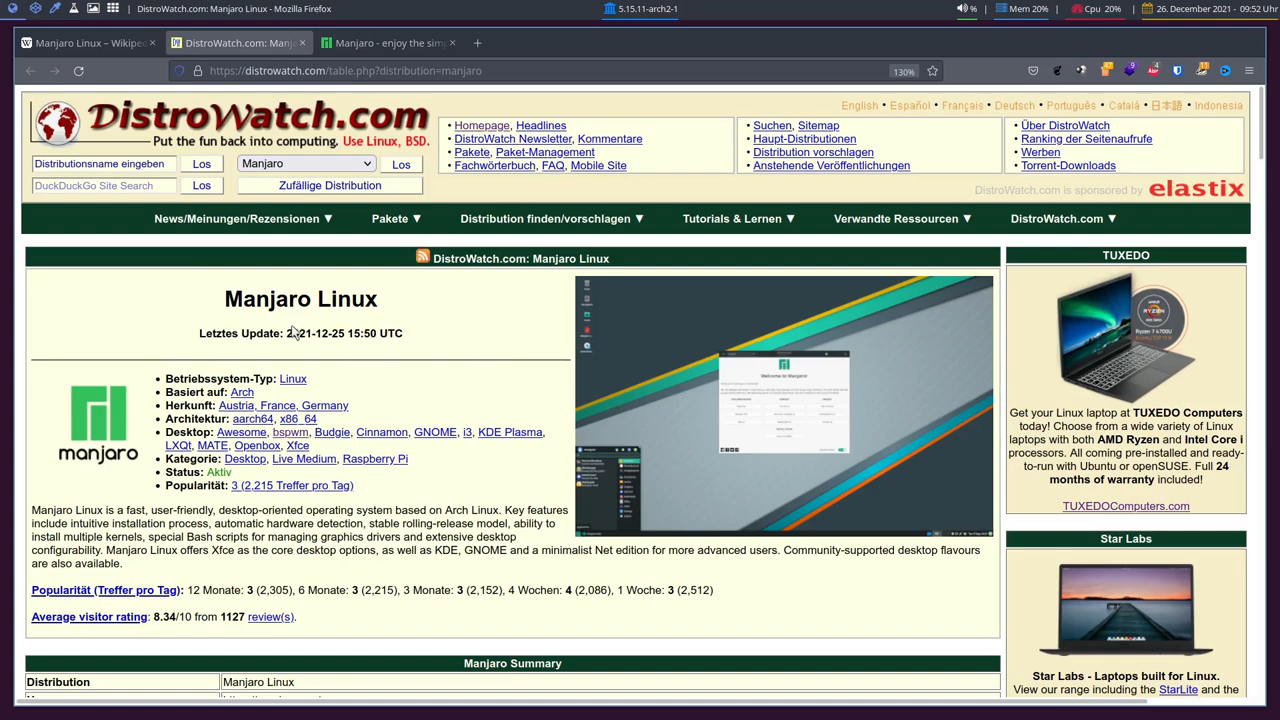 DistroWatch.com: Manjaro Linux - Mozilla Firefox
5.15.11-arch2-1
%
Mem 20%
Cpu 20%
26. December 2021 - 09:52 Uhr
Manjaro Linux – Wikiped
DistroWatch.com: Manja
Manjaro - enjoy the sim
https://distrowatch.com/table.php?distribution=manjaro
130%
DistroWatch.com
Put the fun back into computing. Use Linux, BSD.
English • Español • Français • Deutsch • Português • Català • 日本語 • Indonesia
Distributionsname eingeben Los Manjaro Los
DuckDuckGo Site Search Los Zufällige Distribution
• Homepage, Headlines
• DistroWatch Newsletter, Kommentare
• Pakete, Paket-Management
• Fachwörterbuch, FAQ, Mobile Site
• Suchen, Sitemap
• Haupt-Distributionen
• Distribution vorschlagen
• Anstehende Veröffentlichungen
• Über DistroWatch
• Ranking der Seitenaufrufe
• Werben
• Torrent-Downloads
DistroWatch.com is sponsored by elastix
News/Meinungen/Rezensionen ▼ Pakete ▼ Distribution finden/vorschlagen ▼ Tutorials & Lernen ▼ Verwandte Ressourcen ▼ DistroWatch.com ▼
DistroWatch.com: Manjaro Linux
Manjaro Linux
Letztes Update: 2021-12-25 15:50 UTC
manjaro
• Betriebssystem-Typ: Linux
• Basiert auf: Arch
• Herkunft: Austria, France, Germany
• Architektur: aarch64, x86_64
• Desktop: Awesome, bspwm, Budgie, Cinnamon, GNOME, i3, KDE Plasma,
LXQt, MATE, Openbox, Xfce
• Kategorie: Desktop, Live Medium, Raspberry Pi
• Status: Aktiv
• Popularität: 3 (2,215 Treffer pro Tag)
Welcome to Manjaro!
Manjaro Linux is a fast, user-friendly, desktop-oriented operating system based on Arch Linux. Key features
include intuitive installation process, automatic hardware detection, stable rolling-release model, ability to
install multiple kernels, special Bash scripts for managing graphics drivers and extensive desktop
configurability. Manjaro Linux offers Xfce as the core desktop options, as well as KDE, GNOME and a minimalist Net edition for more advanced users. Community-supported desktop flavours
are also available.
Popularität (Treffer pro Tag): 12 Monate: 3 (2,305), 6 Monate: 3 (2,215), 3 Monate: 3 (2,152), 4 Wochen: 4 (2,086), 1 Woche: 3 (2,512)
Average visitor rating: 8.34/10 from 1127 review(s).
Manjaro Summary
Distribution Manjaro Linux
TUXEDO
AMD
RYZEN
Ryzen 7 4700U
Get your Linux laptop at TUXEDO Computers
today! Choose from a wide variety of Linux
laptops with both AMD Ryzen and Intel Core i
processors. All coming pre-installed and ready-
to-run with Ubuntu or openSUSE. Full 24
months of warranty included!
TUXEDOComputers.com
Star Labs
Star Labs - Laptops built for Linux.
View our range including the StarLite and the